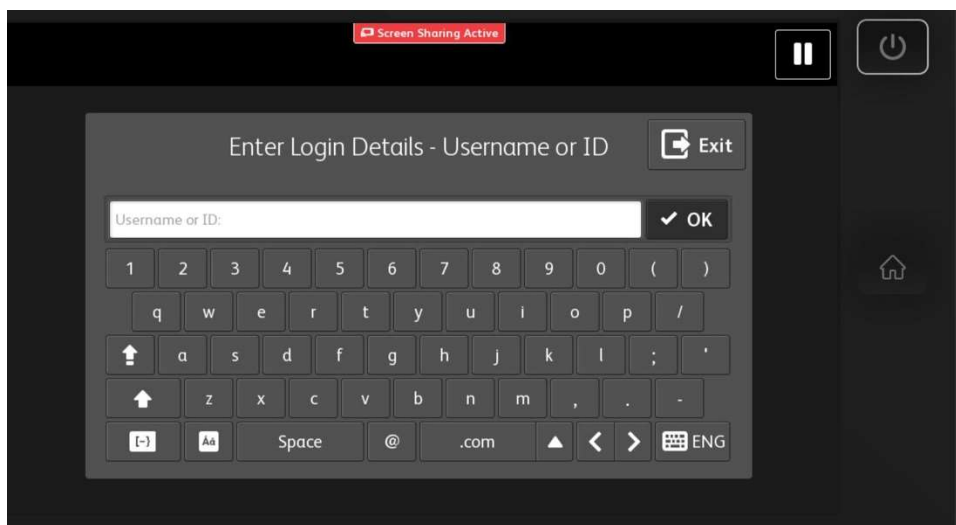 Screen Sharing Active
Enter Login Details - Username or ID
Exit
Username or ID:
OK
1 2 3 4 5 6 7 8 9 0 ( )
q w e r t y u i o p /
a s d f g h j k l ; '
z x c v b n m , . -
[~} Áá Space @ .com ENG